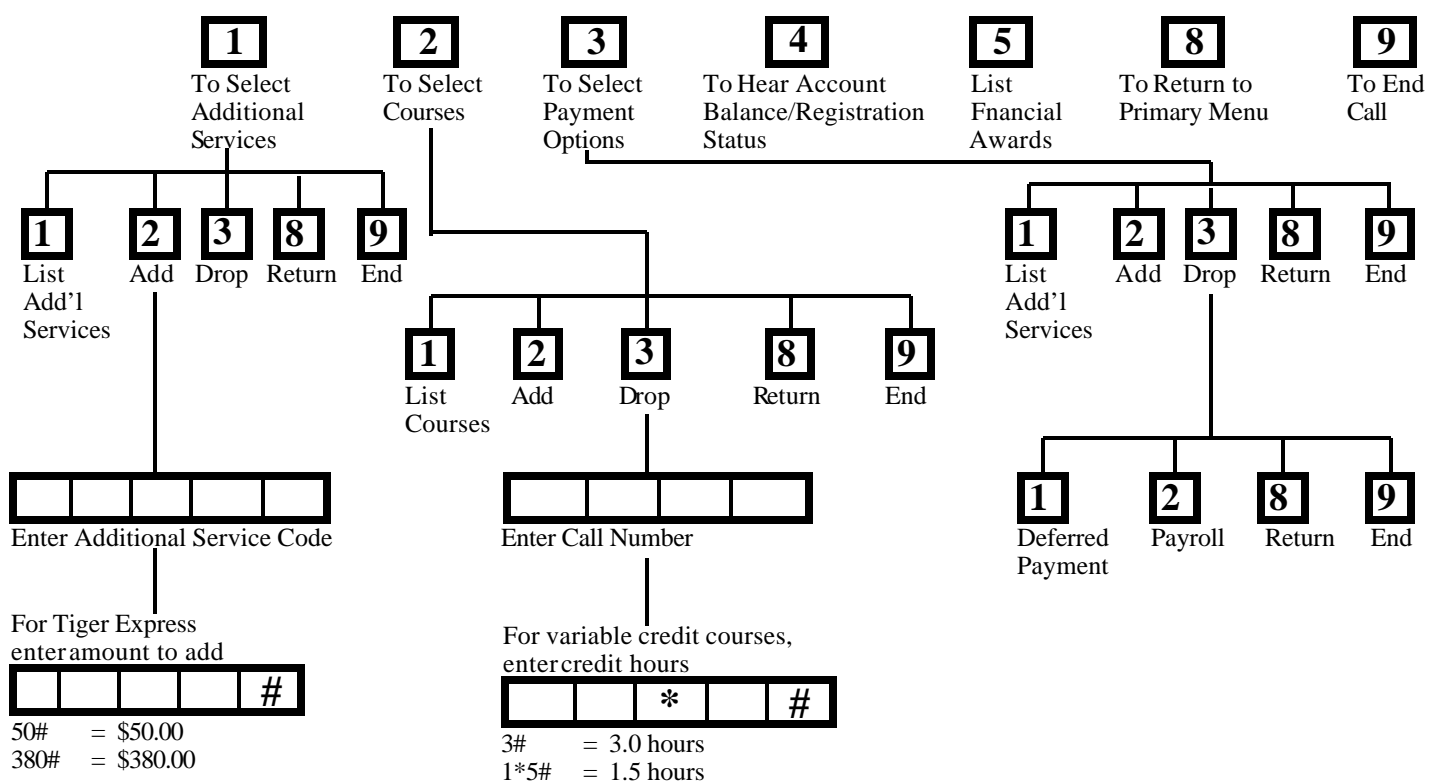 1
To Select
Additional
Services
2
To Select
Courses
3
To Select
Payment
Options
4
To Hear Account
Balance/Registration
Status
5
List
Fnancial
Awards
8
To Return to
Primary Menu
9
To End
Call
1
List
Add'l
Services
2
Add
3
Drop
8
Return
9
End
1
List
Courses
2
Add
3
Drop
8
Return
9
End
1
List
Add'l
Services
2
Add
3
Drop
8
Return
9
End
Enter Additional Service Code
For Tiger Express
enter amount to add
#
50# = $50.00
380# = $380.00
Enter Call Number
For variable credit courses,
enter credit hours
* #
3# = 3.0 hours
1*5# = 1.5 hours
1
Deferred
Payment
2
Payroll
8
Return
9
End